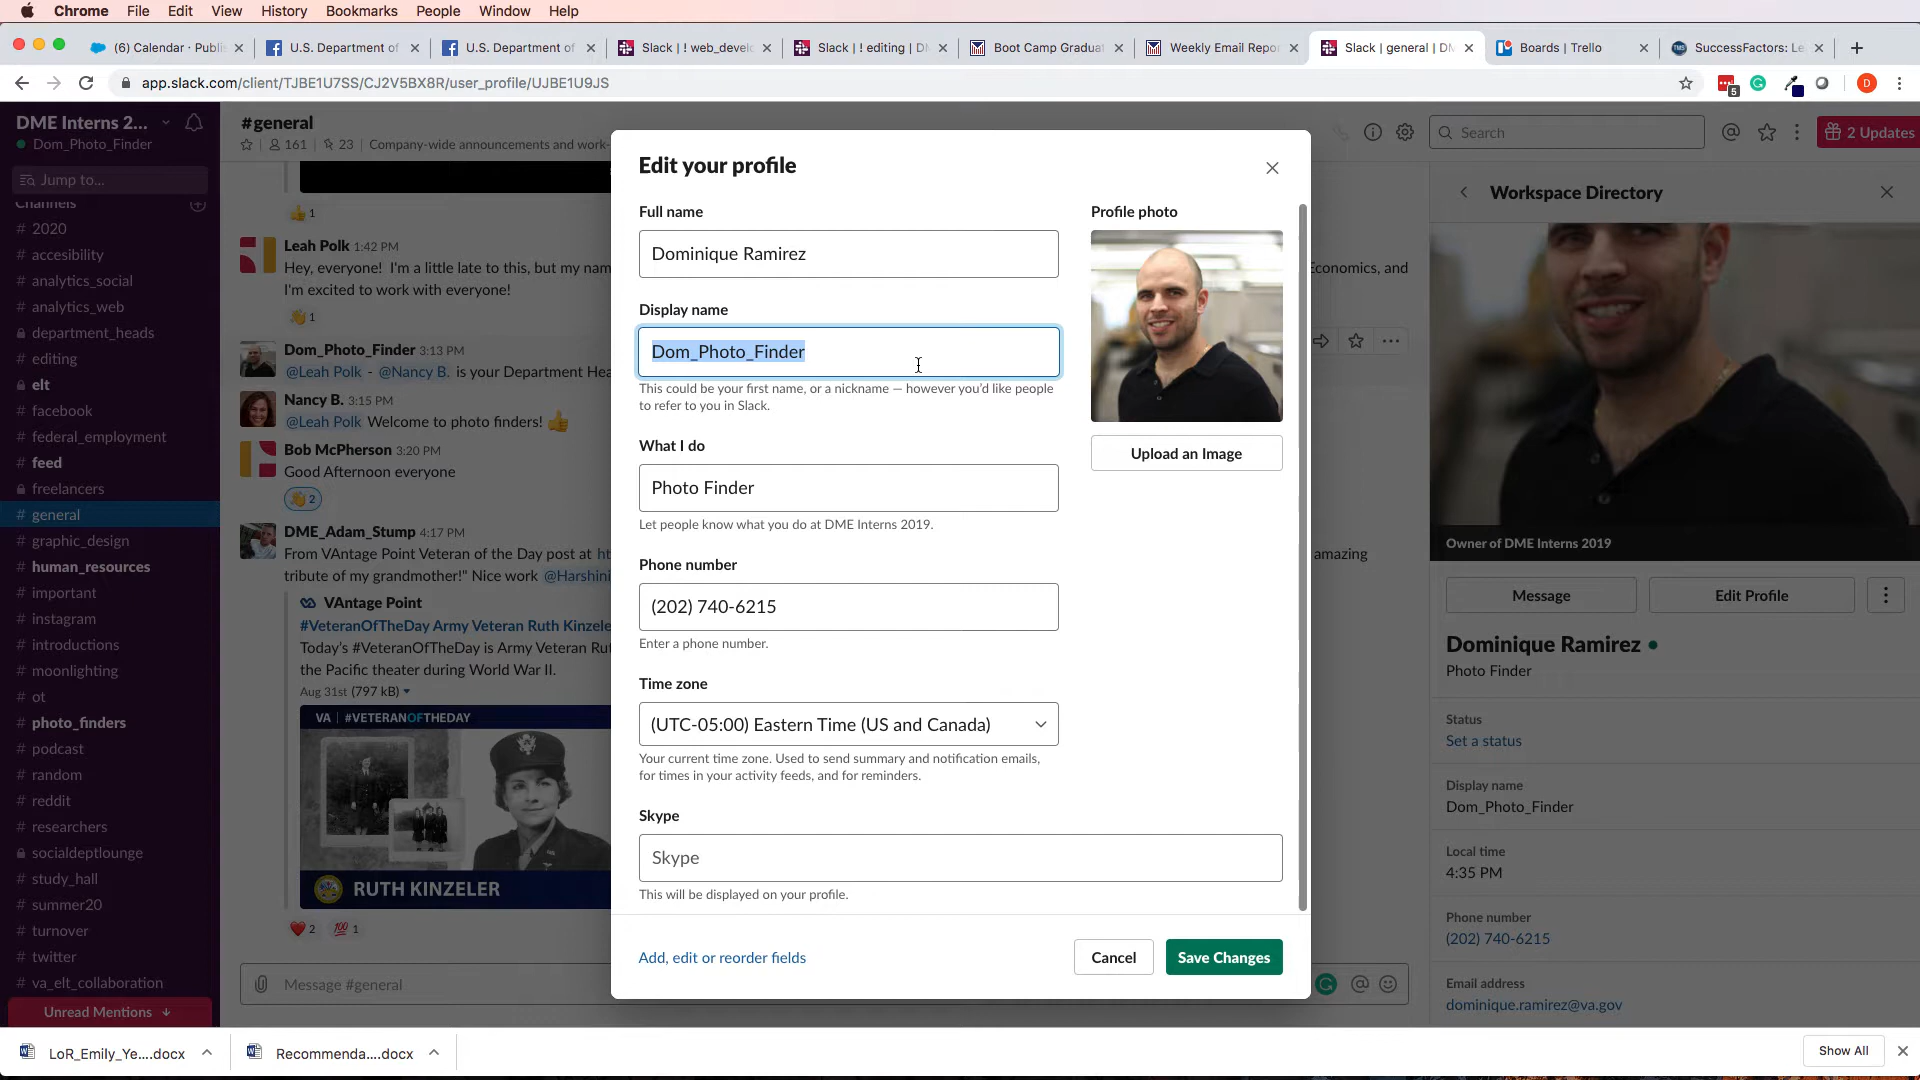 Chrome File Edit View History Bookmarks People Window Help
(6) Calendar · Publis
U.S. Department of
U.S. Department of
Slack | ! web_develo
Slack | ! editing | DM
Boot Camp Graduat
Weekly Email Repor
Slack | general | DM
Boards | Trello
SuccessFactors: Le
app.slack.com/client/TJBE1U7SS/CJ2V5BX8R/user_profile/UJBE1U9JS
5
D
DME Interns 2...
Dom_Photo_Finder
Jump to...
Channels
# 2020
# accesibility
# analytics_social
# analytics_web
department_heads
# editing
elt
# facebook
# federal_employment
# feed
freelancers
# general
# graphic_design
# human_resources
# important
# instagram
# introductions
# moonlighting
# ot
# photo_finders
# podcast
# random
# reddit
# researchers
socialdeptlounge
# study_hall
# summer20
# turnover
# twitter
# va_elt_collaboration
Unread Mentions ↓
#general
161 | 23 | Company-wide announcements and work-
Search
2 Updates
1
Leah Polk 1:42 PM
Hey, everyone! I'm a little late to this, but my nam
Economics, and
I'm excited to work with everyone!
1
Dom_Photo_Finder 3:13 PM
@Leah Polk - @Nancy B. is your Department Hea
Nancy B. 3:15 PM
@Leah Polk Welcome to photo finders!
Bob McPherson 3:20 PM
Good Afternoon everyone
2
DME_Adam_Stump 4:17 PM
From VAntage Point Veteran of the Day post at ht
amazing
tribute of my grandmother!" Nice work @Harshini
VAntage Point
#VeteranOfTheDay Army Veteran Ruth Kinzele
Today's #VeteranOfTheDay is Army Veteran Ru
the Pacific theater during World War II.
Aug 31st (797 kB)
VA | #VETERANOFTHEDAY
RUTH KINZELER
2
100 1
Message #general
Edit your profile
Full name
Dominique Ramirez
Display name
Dom_Photo_Finder
This could be your first name, or a nickname — however you'd like people
to refer to you in Slack.
What I do
Photo Finder
Let people know what you do at DME Interns 2019.
Phone number
(202) 740-6215
Enter a phone number.
Time zone
(UTC-05:00) Eastern Time (US and Canada)
Your current time zone. Used to send summary and notification emails,
for times in your activity feeds, and for reminders.
Skype
Skype
This will be displayed on your profile.
Add, edit or reorder fields
Cancel
Save Changes
Profile photo
Upload an Image
Workspace Directory
Owner of DME Interns 2019
Message
Edit Profile
Dominique Ramirez
Photo Finder
Status
Set a status
Display name
Dom_Photo_Finder
Local time
4:35 PM
Phone number
(202) 740-6215
Email address
dominique.ramirez@va.gov
LoR_Emily_Ye....docx
Recommenda....docx
Show All